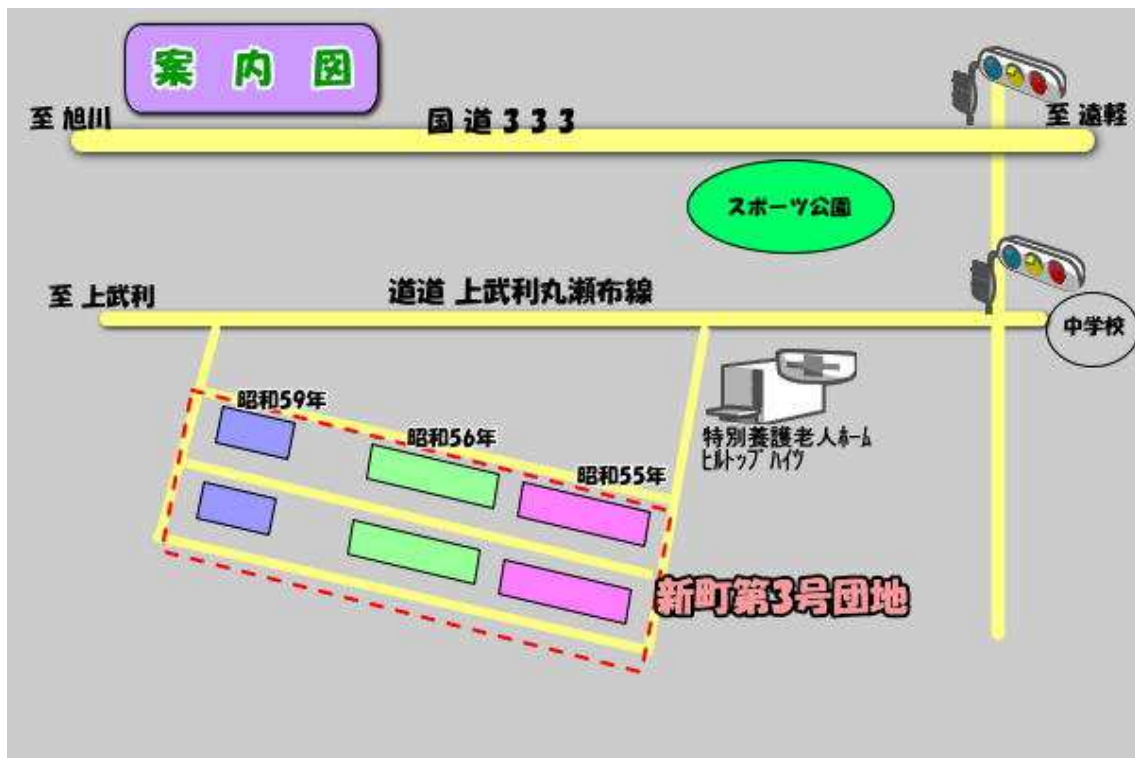 案 内 図
至 旭川
国 道 333
至 遠軽
スポーツ公園
至 上武利
道道 上武利丸瀬布線
中学校
昭和59年
昭和56年
昭和55年
特別養護老人ホーム
ヒルトップ ハイツ
新町第3号団地